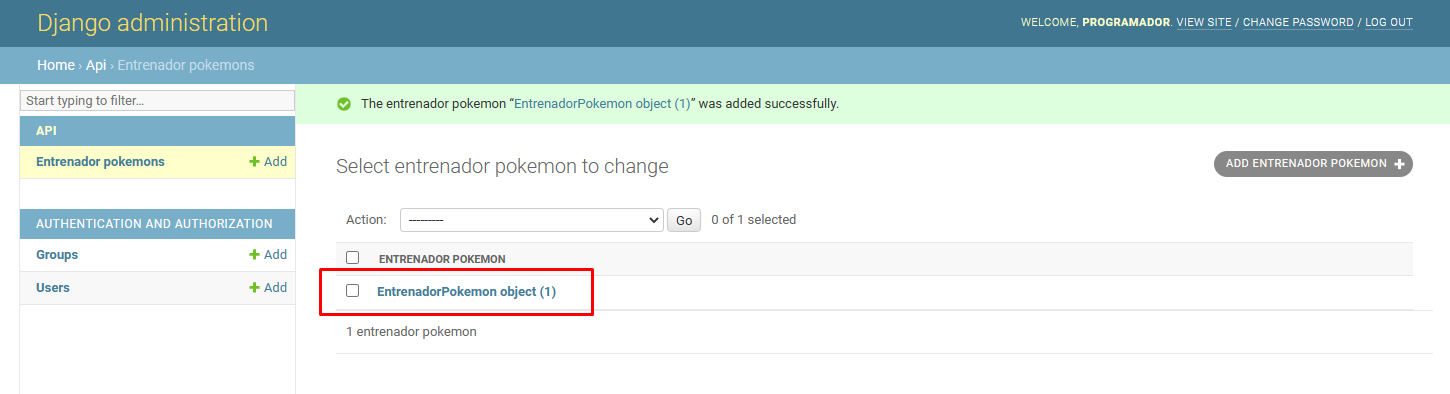 Django administration
WELCOME, PROGRAMADOR. VIEW SITE / CHANGE PASSWORD / LOG OUT
Home › Api › Entrenador pokemons
Start typing to filter...
API
Entrenador pokemons + Add
AUTHENTICATION AND AUTHORIZATION
Groups + Add
Users + Add
The entrenador pokemon “EntrenadorPokemon object (1)” was added successfully.
Select entrenador pokemon to change
ADD ENTRENADOR POKEMON +
Action: --------- Go 0 of 1 selected
ENTRENADOR POKEMON
EntrenadorPokemon object (1)
1 entrenador pokemon